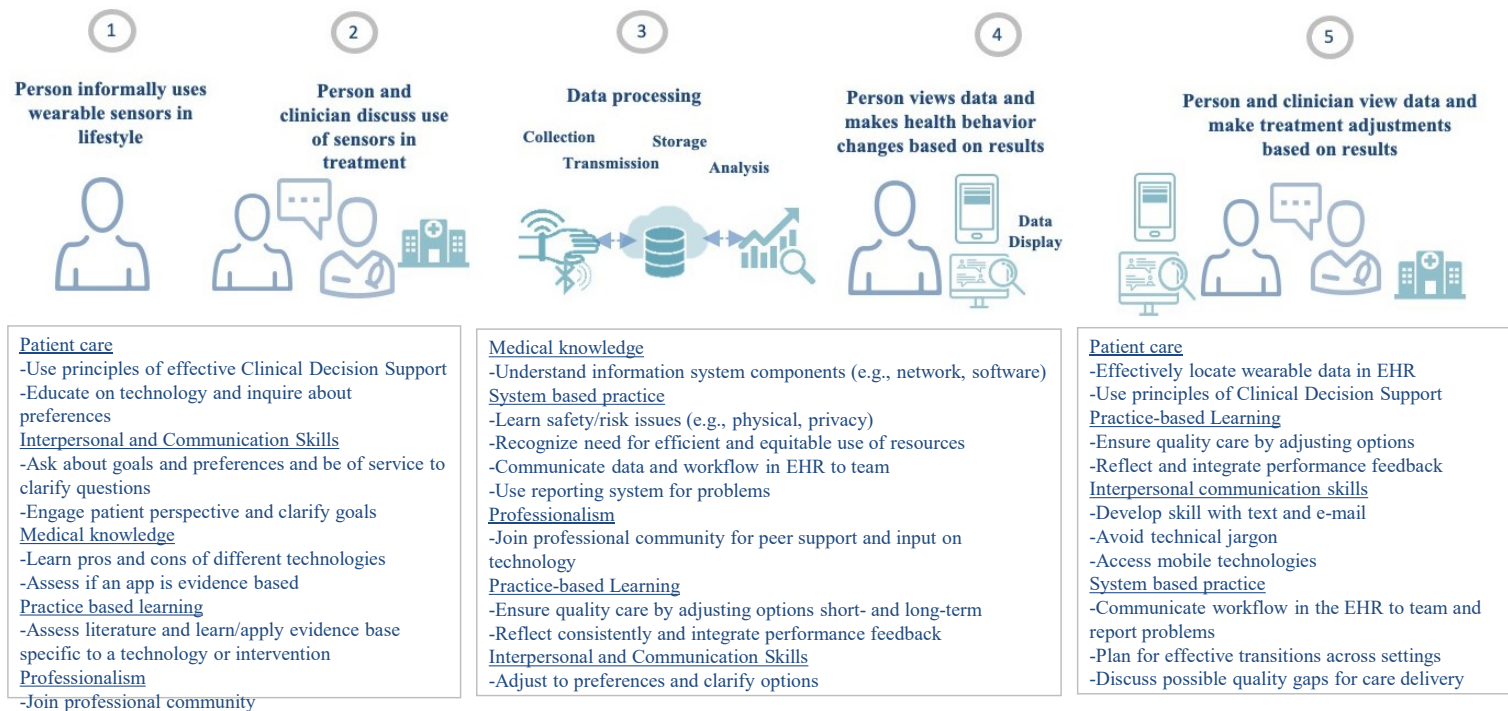 1
Person informally uses
wearable sensors in
lifestyle
2
Person and
clinician discuss use
of sensors in
treatment
3
Data processing
Collection
Storage
Transmission
Analysis
4
Person views data and
makes health behavior
changes based on results
Data
Display
5
Person and clinician view data and
make treatment adjustments
based on results
Patient care
-Use principles of effective Clinical Decision Support
-Educate on technology and inquire about
preferences
Interpersonal and Communication Skills
-Ask about goals and preferences and be of service to
clarify questions
-Engage patient perspective and clarify goals
Medical knowledge
-Learn pros and cons of different technologies
-Assess if an app is evidence based
Practice based learning
-Assess literature and learn/apply evidence base
specific to a technology or intervention
Professionalism
-Join professional community
Medical knowledge
-Understand information system components (e.g., network, software)
System based practice
-Learn safety/risk issues (e.g., physical, privacy)
-Recognize need for efficient and equitable use of resources
-Communicate data and workflow in EHR to team
-Use reporting system for problems
Professionalism
-Join professional community for peer support and input on
technology
Practice-based Learning
-Ensure quality care by adjusting options short- and long-term
-Reflect consistently and integrate performance feedback
Interpersonal and Communication Skills
-Adjust to preferences and clarify options
Patient care
-Effectively locate wearable data in EHR
-Use principles of Clinical Decision Support
Practice-based Learning
-Ensure quality care by adjusting options
-Reflect and integrate performance feedback
Interpersonal communication skills
-Develop skill with text and e-mail
-Avoid technical jargon
-Access mobile technologies
System based practice
-Communicate workflow in the EHR to team and
report problems
-Plan for effective transitions across settings
-Discuss possible quality gaps for care delivery